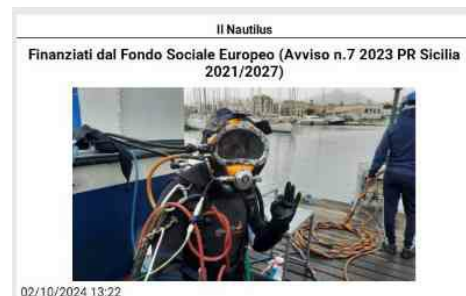 Il Nautilus
Finanziati dal Fondo Sociale Europeo (Avviso n.7 2023 PR Sicilia
2021/2027)
02/10/2024 13:22